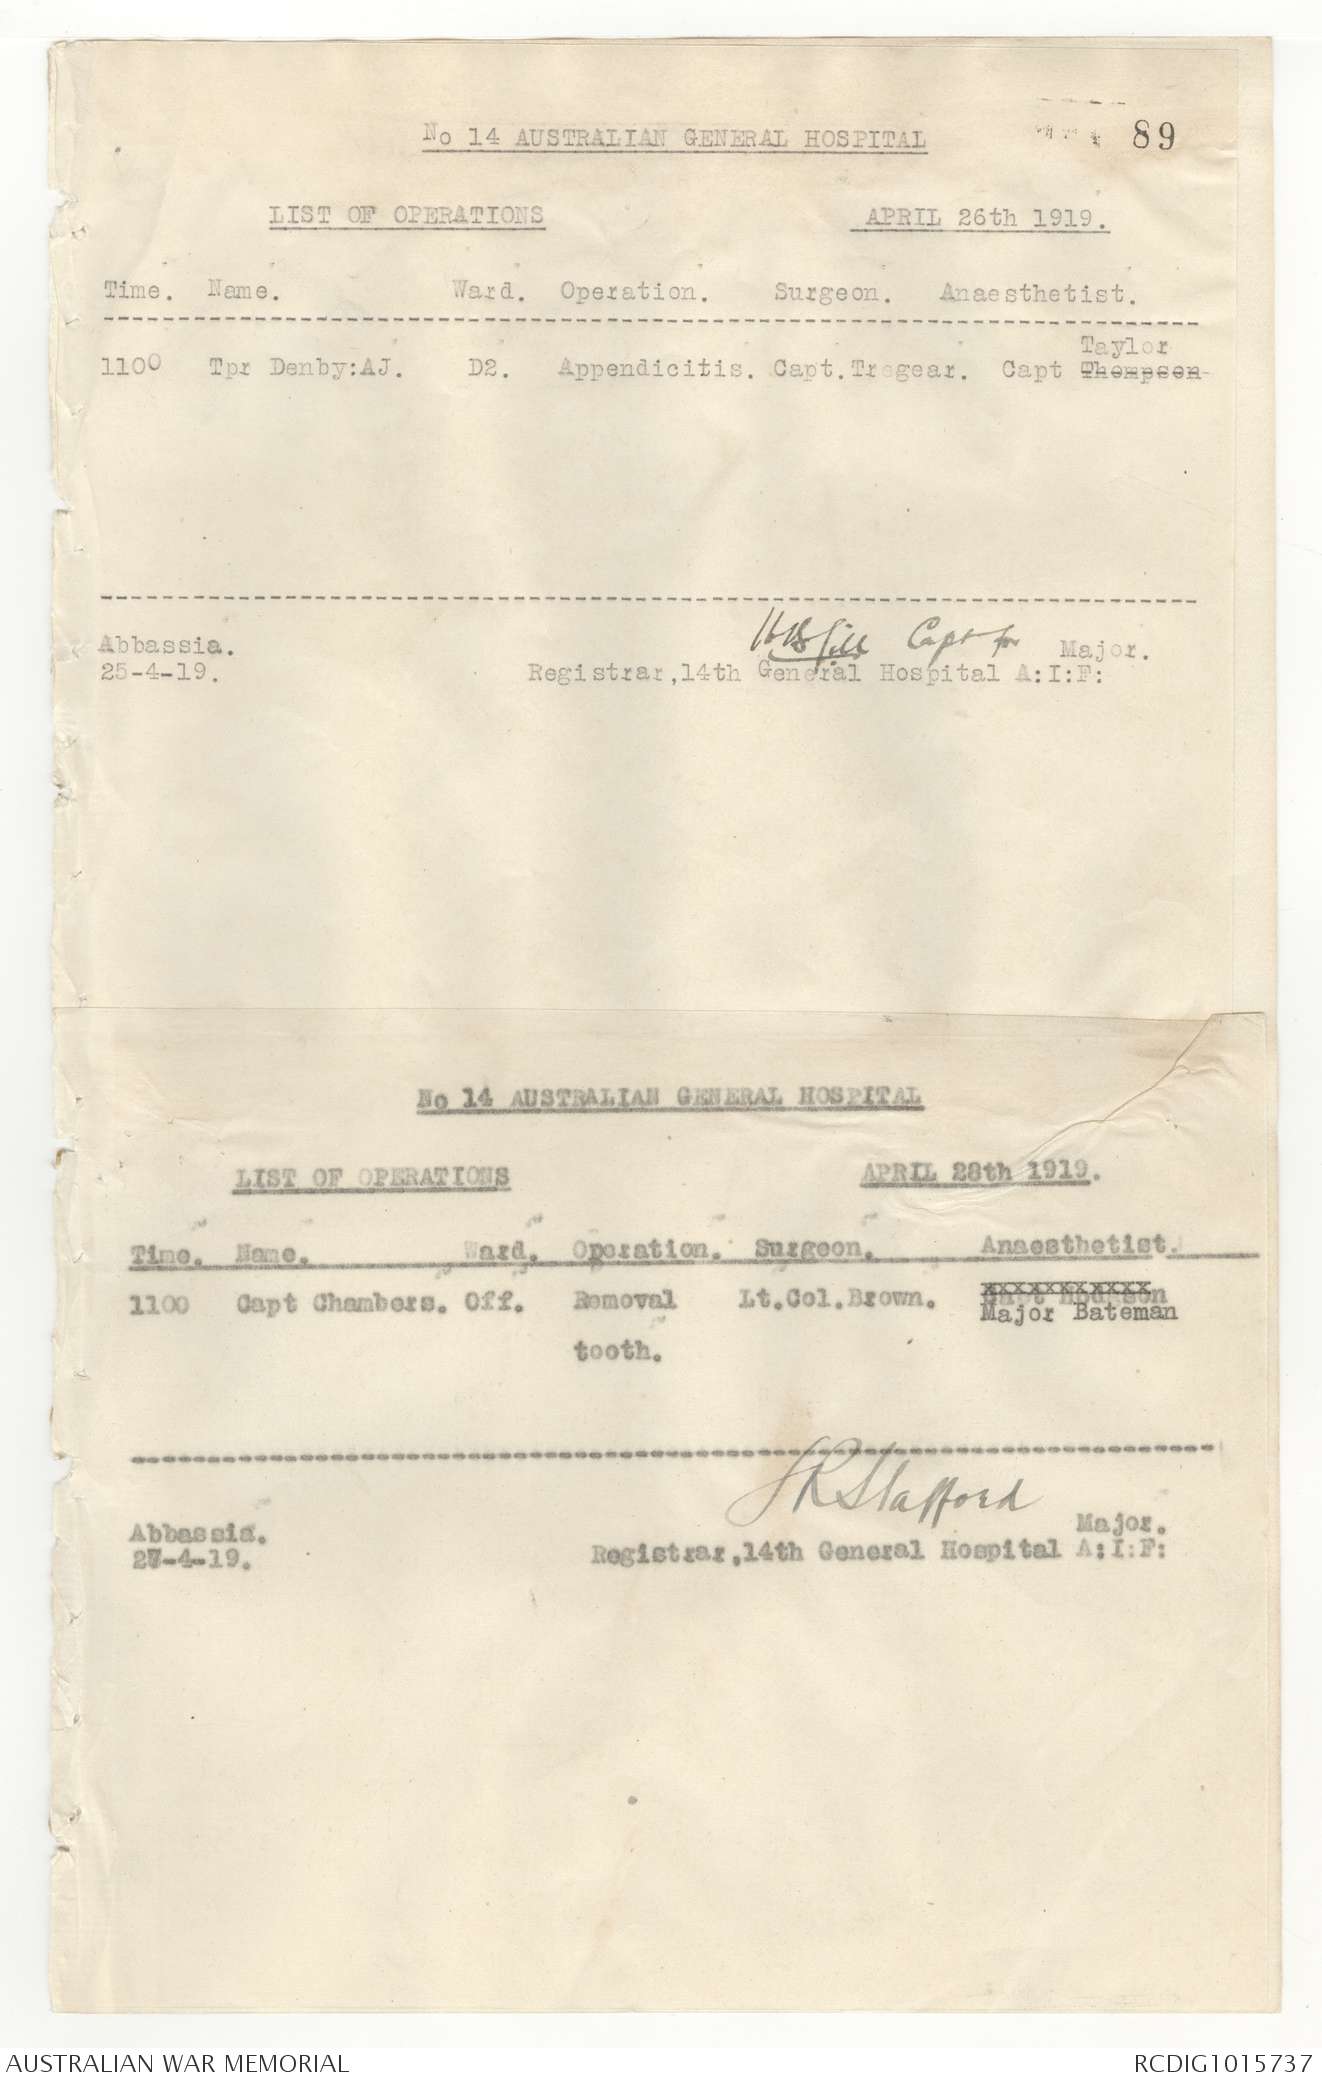 89
No 14 AUSTRALIAN GENERAL HOSPITAL
LIST OF OPERATIONS APRIL 26th 1919.
Time. Name. Ward. Operation. Surgeon. Anaesthetist.
Taylor
1100 Tpr Denby:AJ. D2. Appendicitis. Capt.Tregear. Capt Thompson
Capt for
Abbassia. Major.
25-4-19. Registrar,14th General Hospital A:I:F:
No 14 AUSTRALIAN GENERAL HOSPITAL
LIST OF OPERATIONS APRIL 28th 1919.
Time. Name. Ward. Operation. Surgeon. Anaesthetist.
1100 Capt Chambers. Off. Removal Lt.Col.Brown.
Major Bateman
tooth.
Stafford
Abbassia. Major.
27-4-19. Registrar,14th General Hospital A:I:F:
AUSTRALIAN WAR MEMORIAL RCDIG1015737